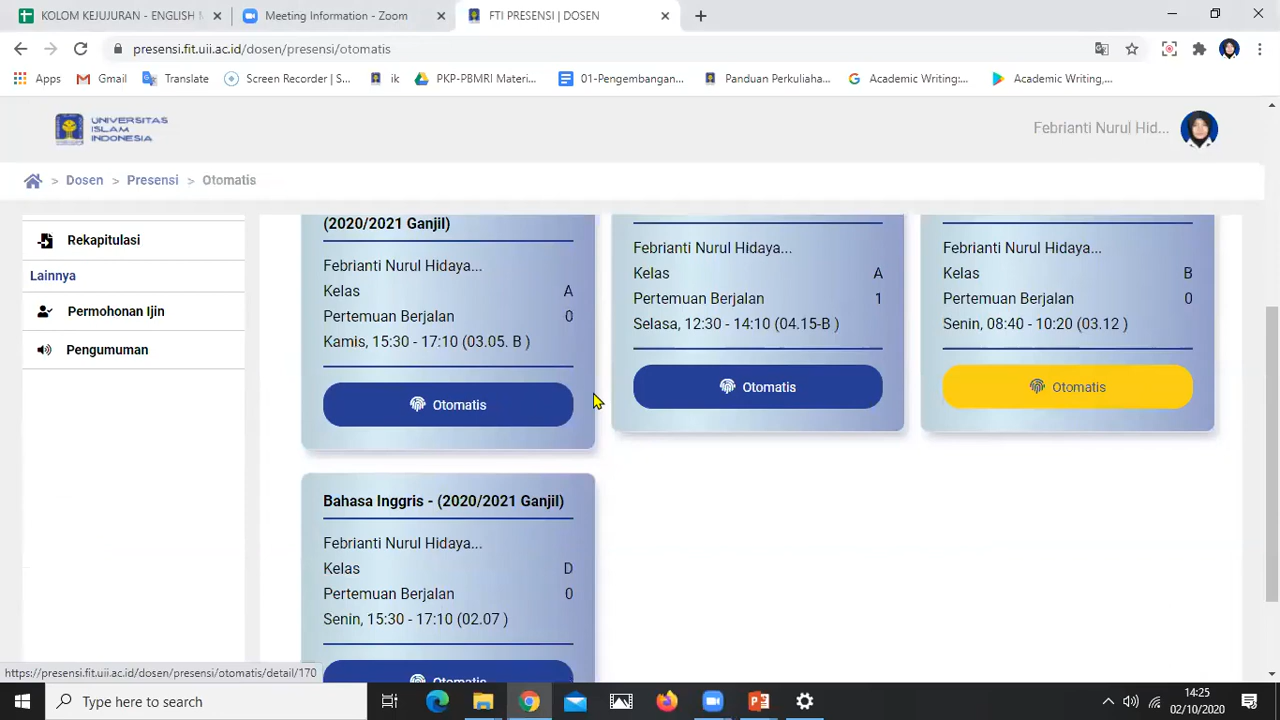 KOLOM KEJUJURAN - ENGLISH
Meeting Information - Zoom
FTI PRESENSI | DOSEN
presensi.fit.uii.ac.id/dosen/presensi/otomatis
Apps
Gmail
Translate
Screen Recorder | S...
ik
PKP-PBMRI Materi...
01-Pengembangan...
Panduan Perkuliaha...
Academic Writing:...
Academic Writing,...
UNIVERSITAS
ISLAM
INDONESIA
Febrianti Nurul Hid...
> Dosen > Presensi > Otomatis
Rekapitulasi
Lainnya
Permohonan Ijin
Pengumuman
(2020/2021 Ganjil)
Febrianti Nurul Hidaya...
Kelas A
Pertemuan Berjalan 0
Kamis, 15:30 - 17:10 (03.05. B )
Otomatis
Febrianti Nurul Hidaya...
Kelas A
Pertemuan Berjalan 1
Selasa, 12:30 - 14:10 (04.15-B )
Otomatis
Febrianti Nurul Hidaya...
Kelas B
Pertemuan Berjalan 0
Senin, 08:40 - 10:20 (03.12 )
Otomatis
Bahasa Inggris - (2020/2021 Ganjil)
Febrianti Nurul Hidaya...
Kelas D
Pertemuan Berjalan 0
Senin, 15:30 - 17:10 (02.07 )
Otomatis
https://presensi.fit.uii.ac.id/dosen/presensi/otomatis/detail/170
Type here to search
14:25
02/10/2020